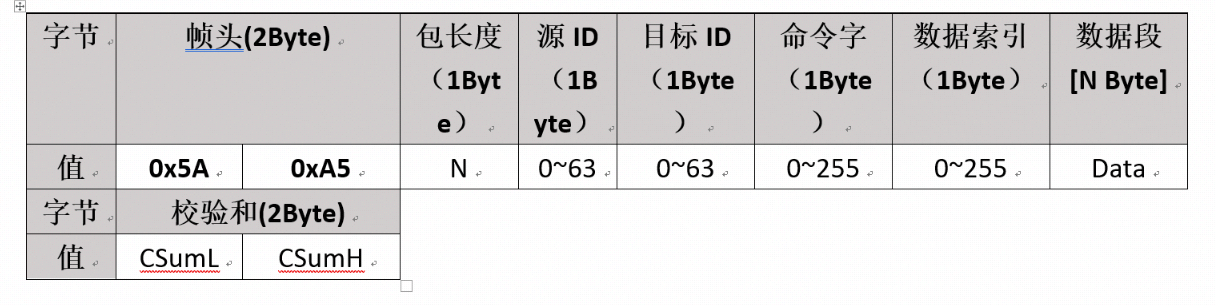 字节 帧头(2Byte) 包长度（1Byte） 源 ID（1Byte） 目标 ID（1Byte） 命令字（1Byte） 数据索引（1Byte） 数据段[N Byte]
值 0x5A 0xA5 N 0~63 0~63 0~255 0~255 Data
字节 校验和(2Byte)
值 CSumL CSumH